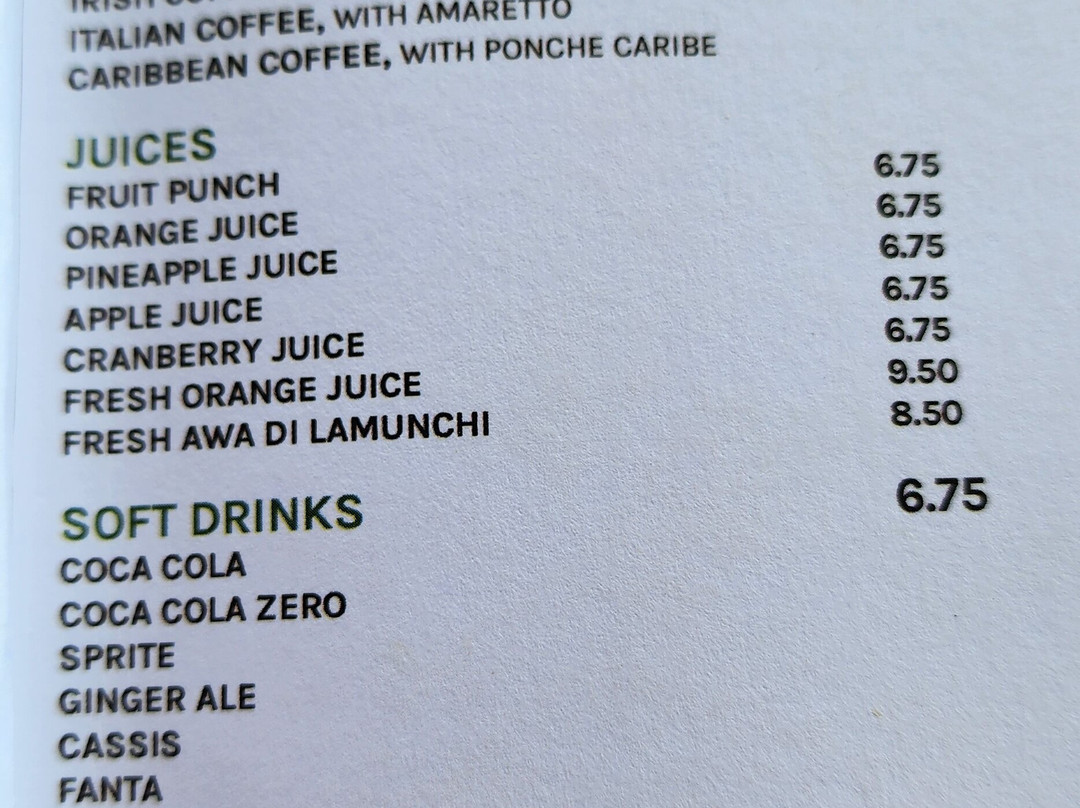 IRISH
ITALIAN COFFEE, WITH AMARETTO
CARIBBEAN COFFEE, WITH PONCHE CARIBE
JUICES
FRUIT PUNCH 6.75
ORANGE JUICE 6.75
PINEAPPLE JUICE 6.75
APPLE JUICE 6.75
CRANBERRY JUICE 6.75
FRESH ORANGE JUICE 9.50
FRESH AWA DI LAMUNCHI 8.50
SOFT DRINKS 6.75
COCA COLA
COCA COLA ZERO
SPRITE
GINGER ALE
CASSIS
FANTA